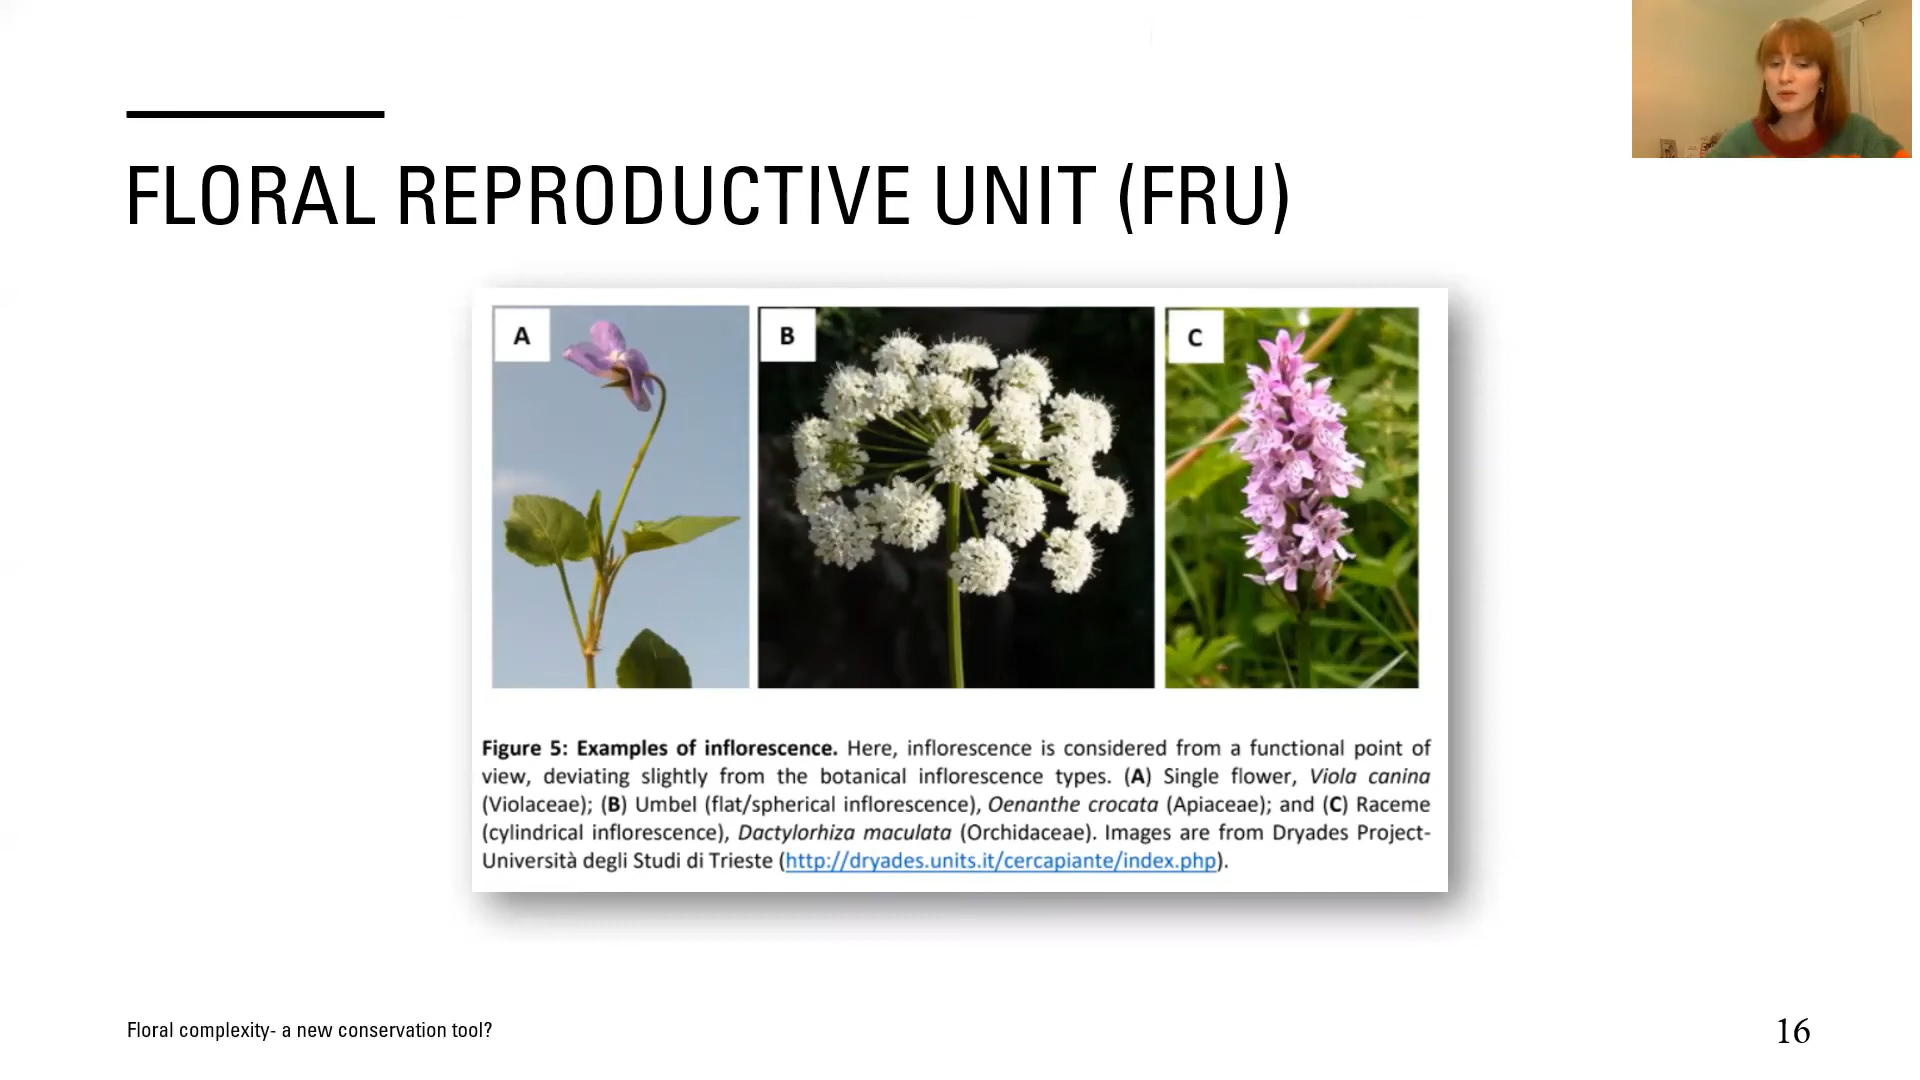 FLORAL REPRODUCTIVE UNIT (FRU)
A
B
C
Figure 5: Examples of inflorescence. Here, inflorescence is considered from a functional point of
view, deviating slightly from the botanical inflorescence types. (A) Single flower, Viola canina
(Violaceae); (B) Umbel (flat/spherical inflorescence), Oenanthe crocata (Apiaceae); and (C) Raceme
(cylindrical inflorescence), Dactylorhiza maculata (Orchidaceae). Images are from Dryades Project-
Università degli Studi di Trieste (http://dryades.units.it/cercapiante/index.php).
Floral complexity- a new conservation tool?
16